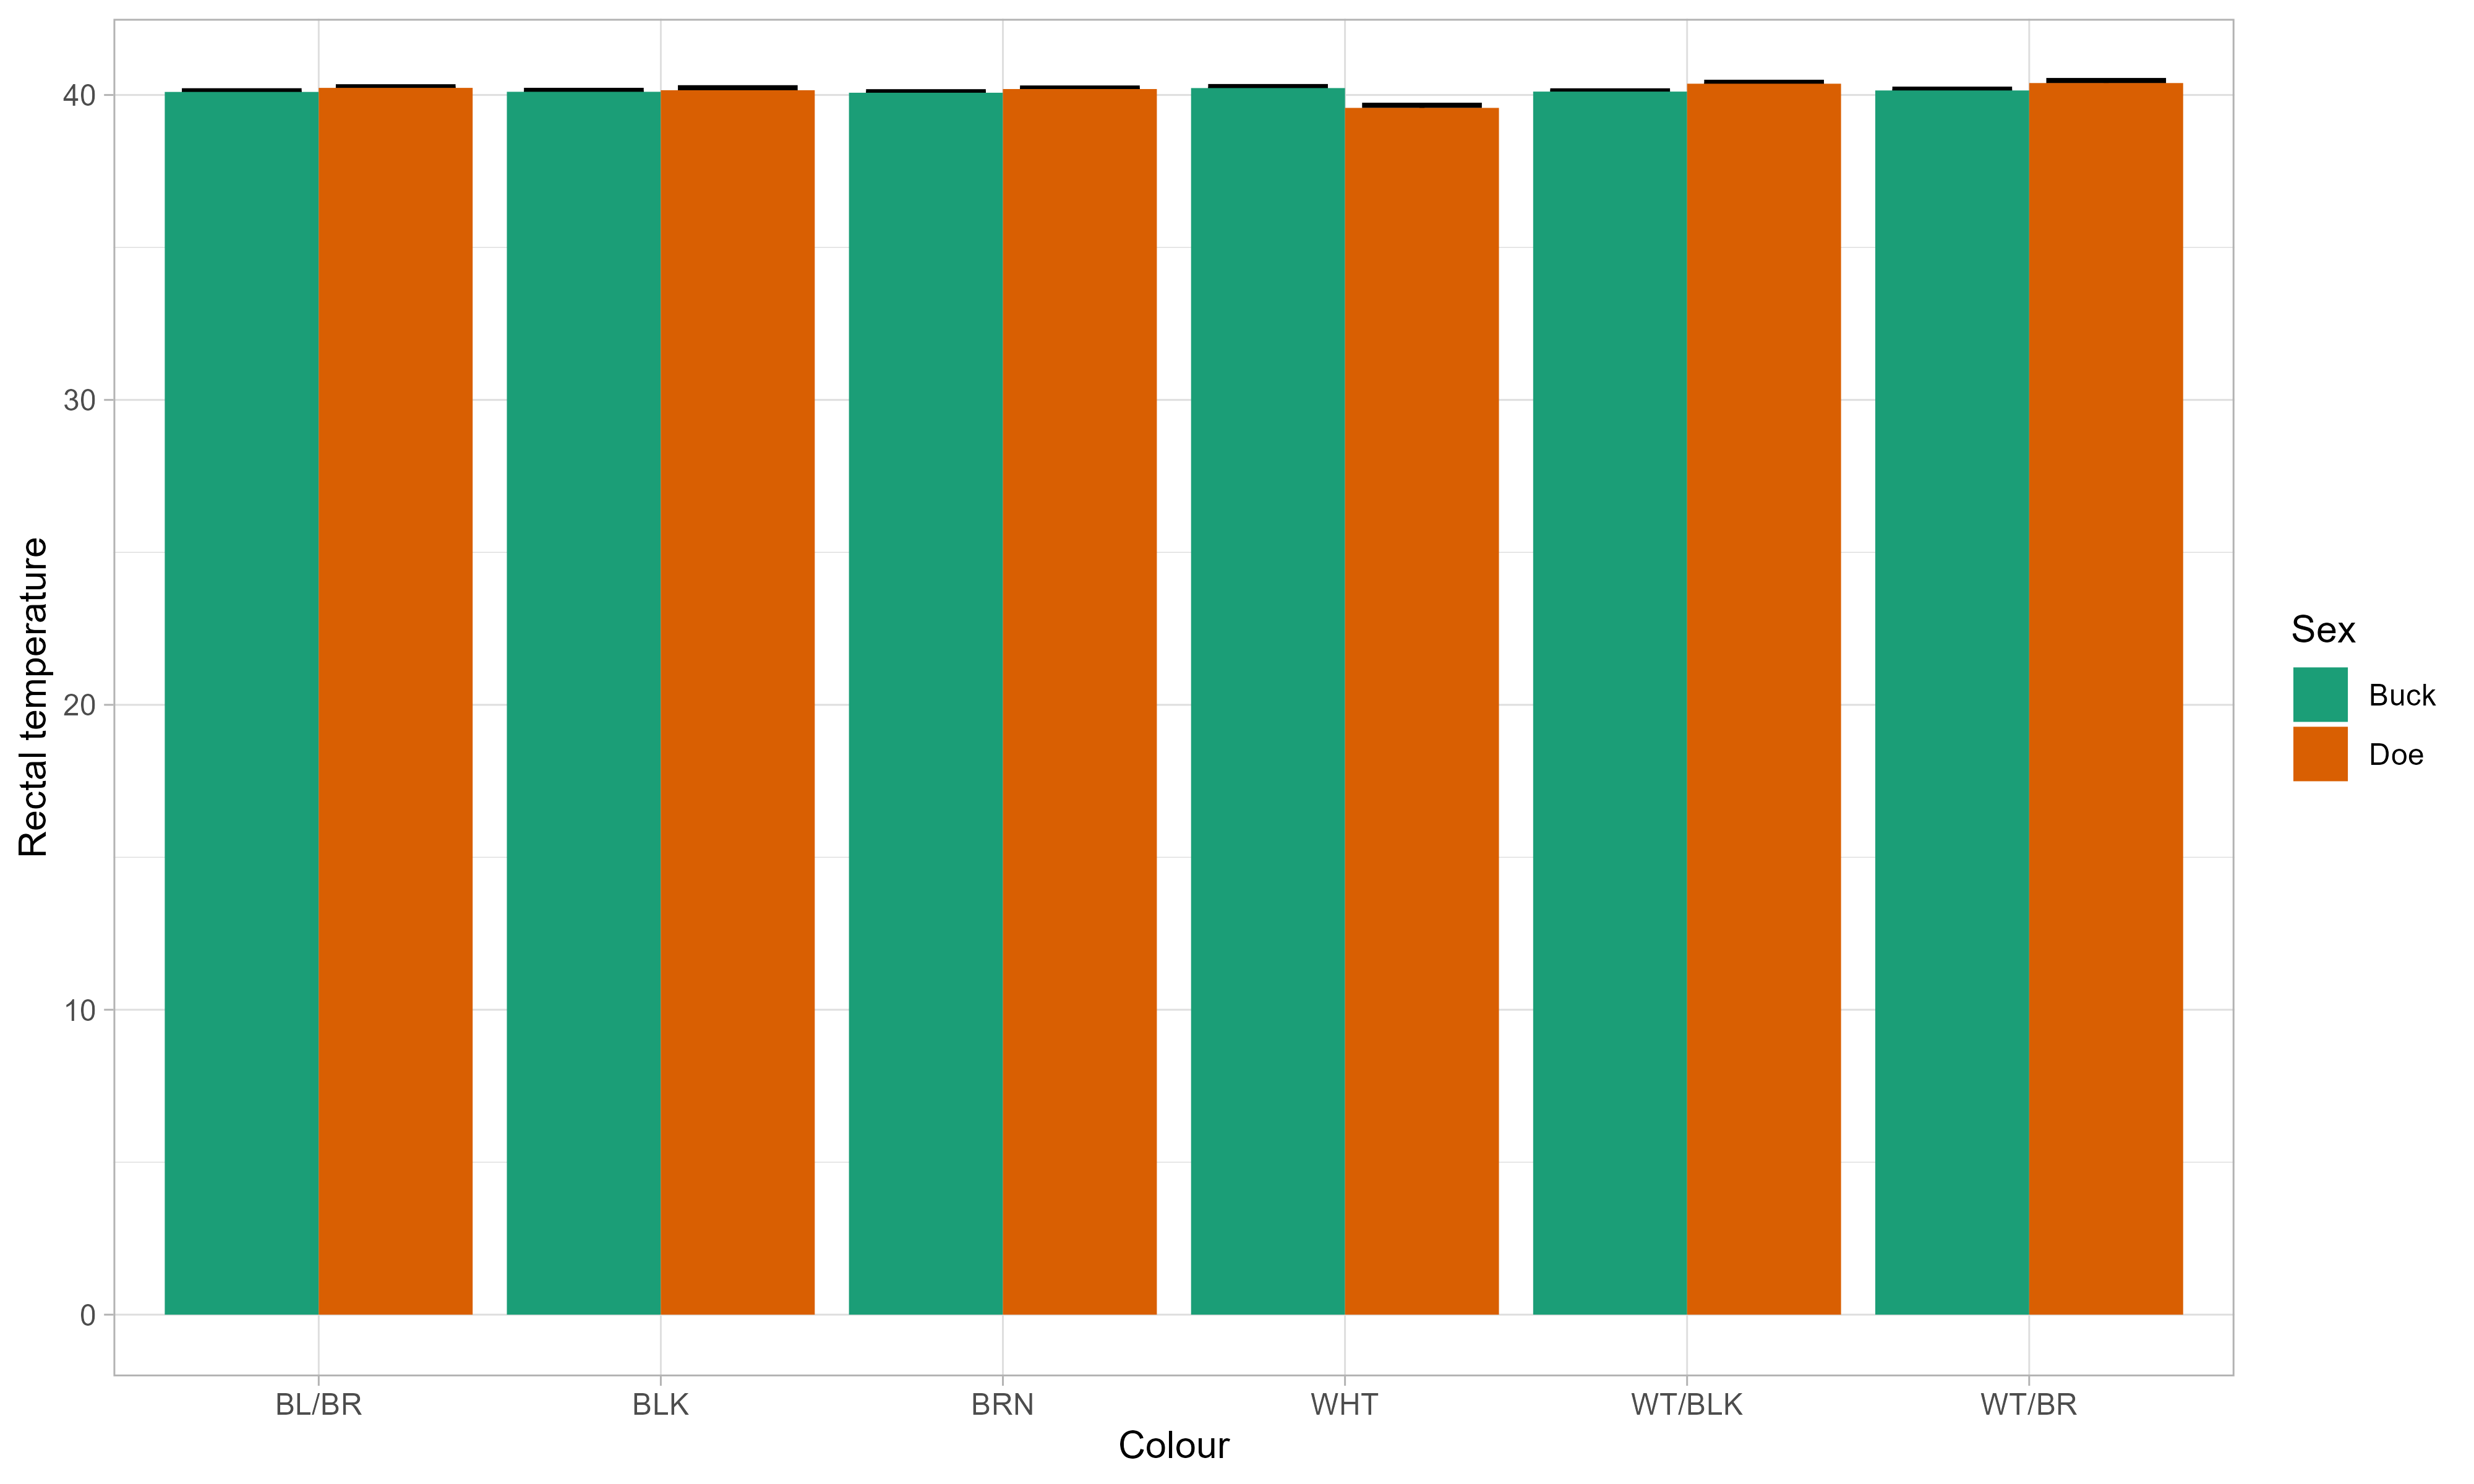 40
30
20
10
0
Rectal temperature
BL/BR
BLK
BRN
WHT
WT/BLK
WT/BR
Colour
Sex
Buck
Doe